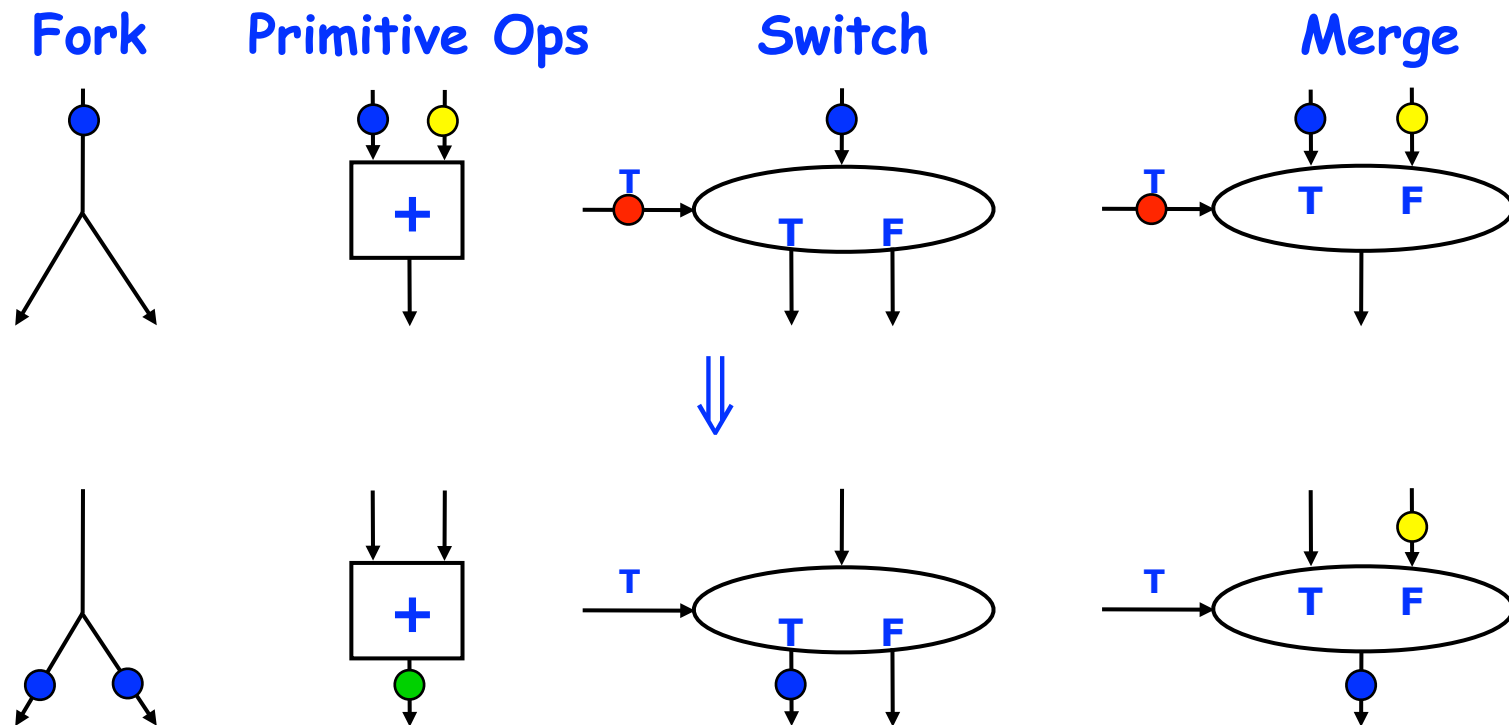 Fork Primitive Ops Switch Merge
T T
+ T F
T F
T T
+ T F
T F